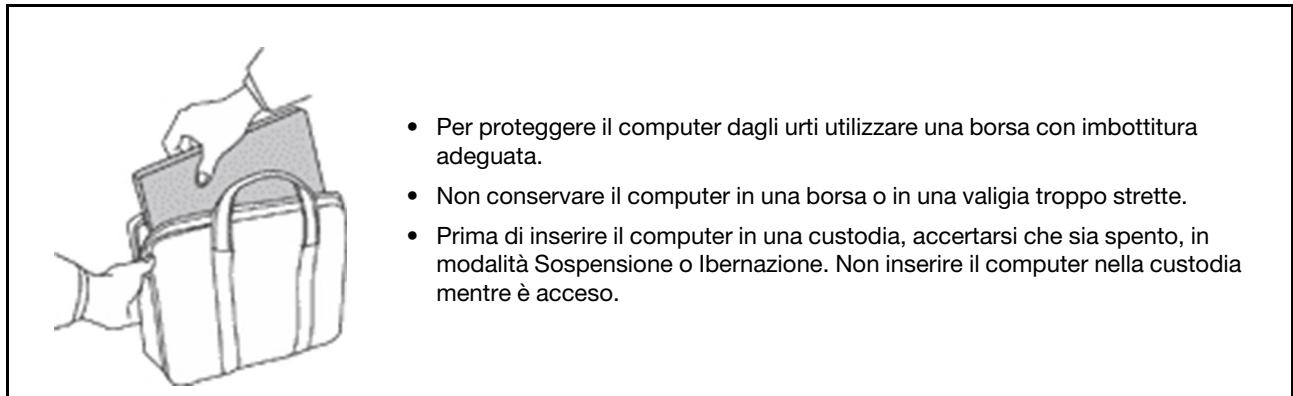 • Per proteggere il computer dagli urti utilizzare una borsa con imbottitura
adeguata.
• Non conservare il computer in una borsa o in una valigia troppo strette.
• Prima di inserire il computer in una custodia, accertarsi che sia spento, in
modalità Sospensione o Ibernazione. Non inserire il computer nella custodia
mentre è acceso.